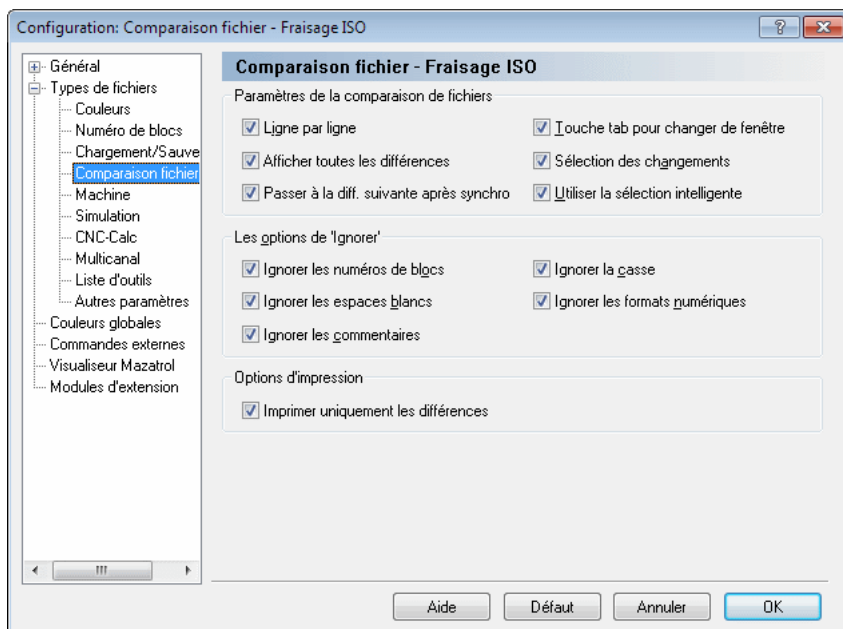 Configuration: Comparaison fichier - Fraisage ISO
Général
Types de fichiers
Couleurs
Numéro de blocs
Chargement/Sauve
Comparaison fichier
Machine
Simulation
CNC-Calc
Multicanal
Liste d'outils
Autres paramètres
Couleurs globales
Commandes externes
Visualiseur Mazatrol
Modules d'extension
Comparaison fichier - Fraisage ISO
Paramètres de la comparaison de fichiers
Ligne par ligne
Touche tab pour changer de fenêtre
Afficher toutes les différences
Sélection des changements
Passer à la diff. suivante après synchro
Utiliser la sélection intelligente
Les options de 'Ignorer'
Ignorer les numéros de blocs
Ignorer la casse
Ignorer les espaces blancs
Ignorer les formats numériques
Ignorer les commentaires
Options d'impression
Imprimer uniquement les différences
Aide
Défaut
Annuler
OK